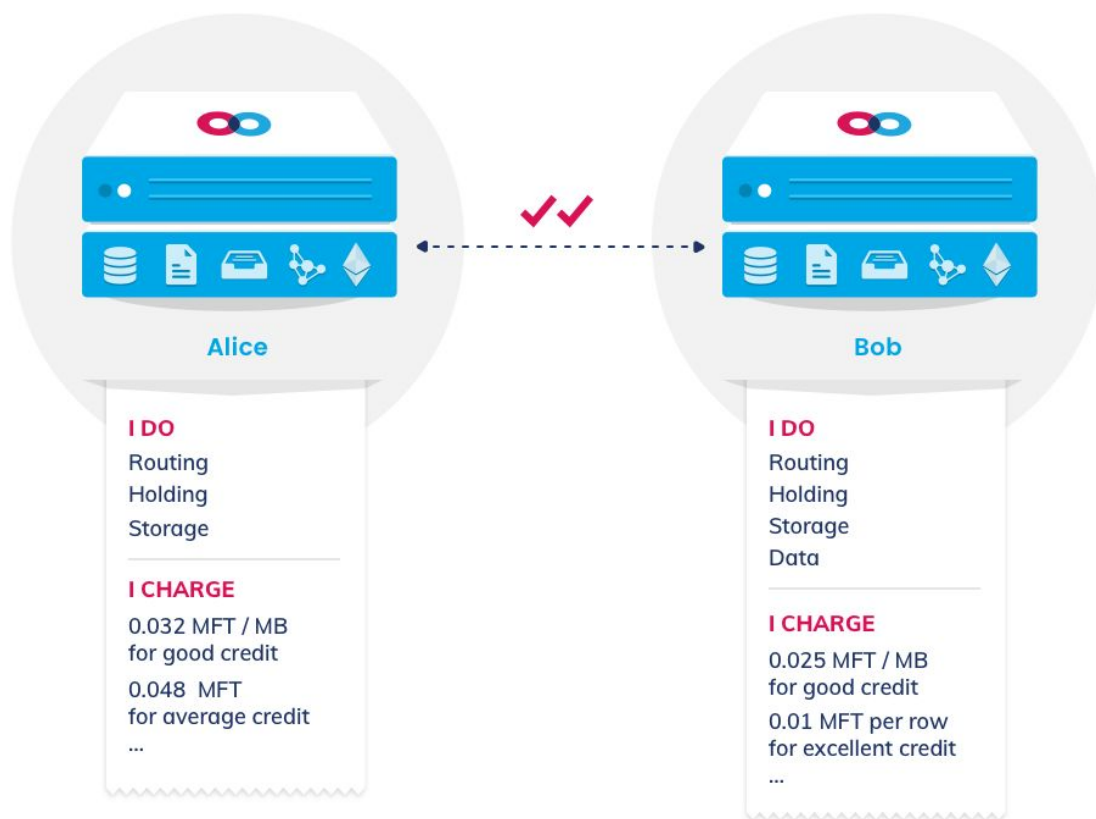 Alice
I DO
Routing
Holding
Storage
I CHARGE
0.032 MFT / MB
for good credit
0.048 MFT
for average credit
...
Bob
I DO
Routing
Holding
Storage
Data
I CHARGE
0.025 MFT / MB
for good credit
0.01 MFT per row
for excellent credit
...